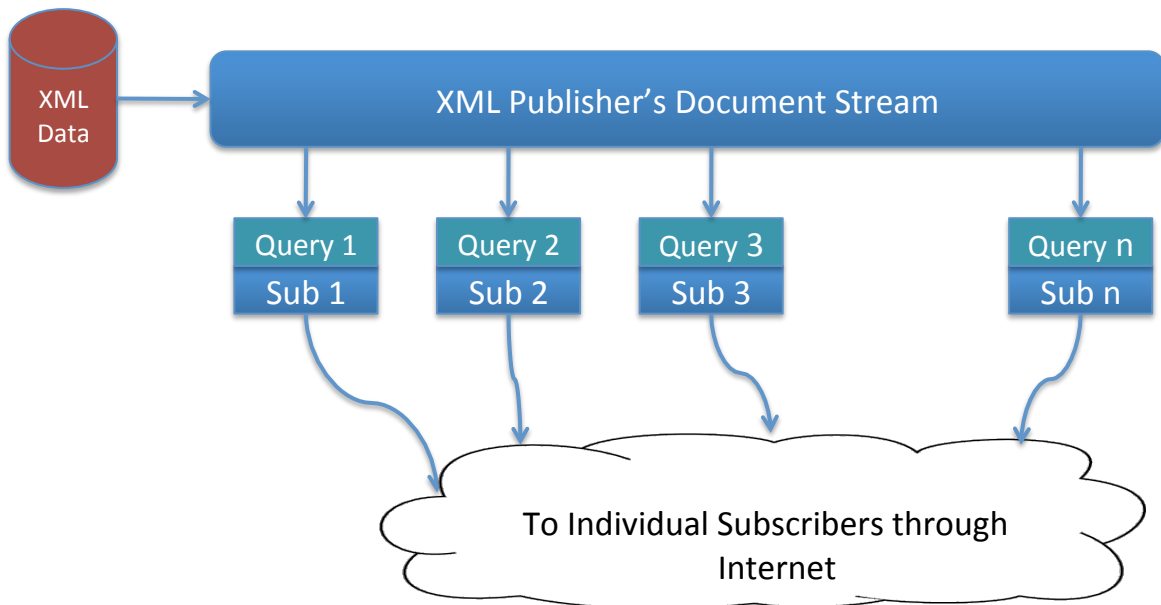 XML
Data
XML Publisher’s Document Stream
Query 1
Sub 1
Query 2
Sub 2
Query 3
Sub 3
Query n
Sub n
To Individual Subscribers through
Internet